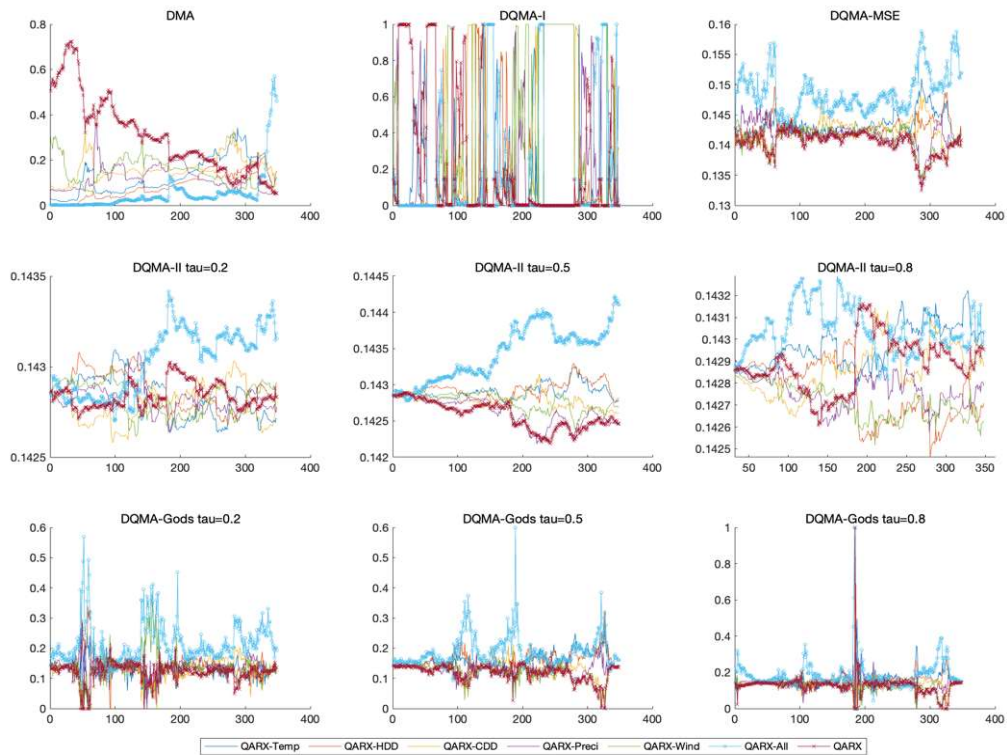 DMA
0.8
0.6
0.4
0.2
0
0 100 200 300 400
DQMA-I
1
0.8
0.6
0.4
0.2
0
0 100 200 300 400
DQMA-MSE
0.16
0.155
0.15
0.145
0.14
0.135
0.13
0 100 200 300 400
DQMA-II tau=0.2
0.1435
0.143
0.1425
0 100 200 300 400
DQMA-II tau=0.5
0.1445
0.144
0.1435
0.143
0.1425
0.142
0 100 200 300 400
DQMA-II tau=0.8
0.1432
0.1431
0.143
0.1429
0.1428
0.1427
0.1426
0.1425
50 100 150 200 250 300 350
DQMA-Gods tau=0.2
0.6
0.5
0.4
0.3
0.2
0.1
0
0 100 200 300 400
DQMA-Gods tau=0.5
0.6
0.5
0.4
0.3
0.2
0.1
0
0 100 200 300 400
DQMA-Gods tau=0.8
1
0.8
0.6
0.4
0.2
0
0 100 200 300 400
QARX-Temp QARX-HDD QARX-CDD QARX-Preci QARX-Wind QARX-All QARX